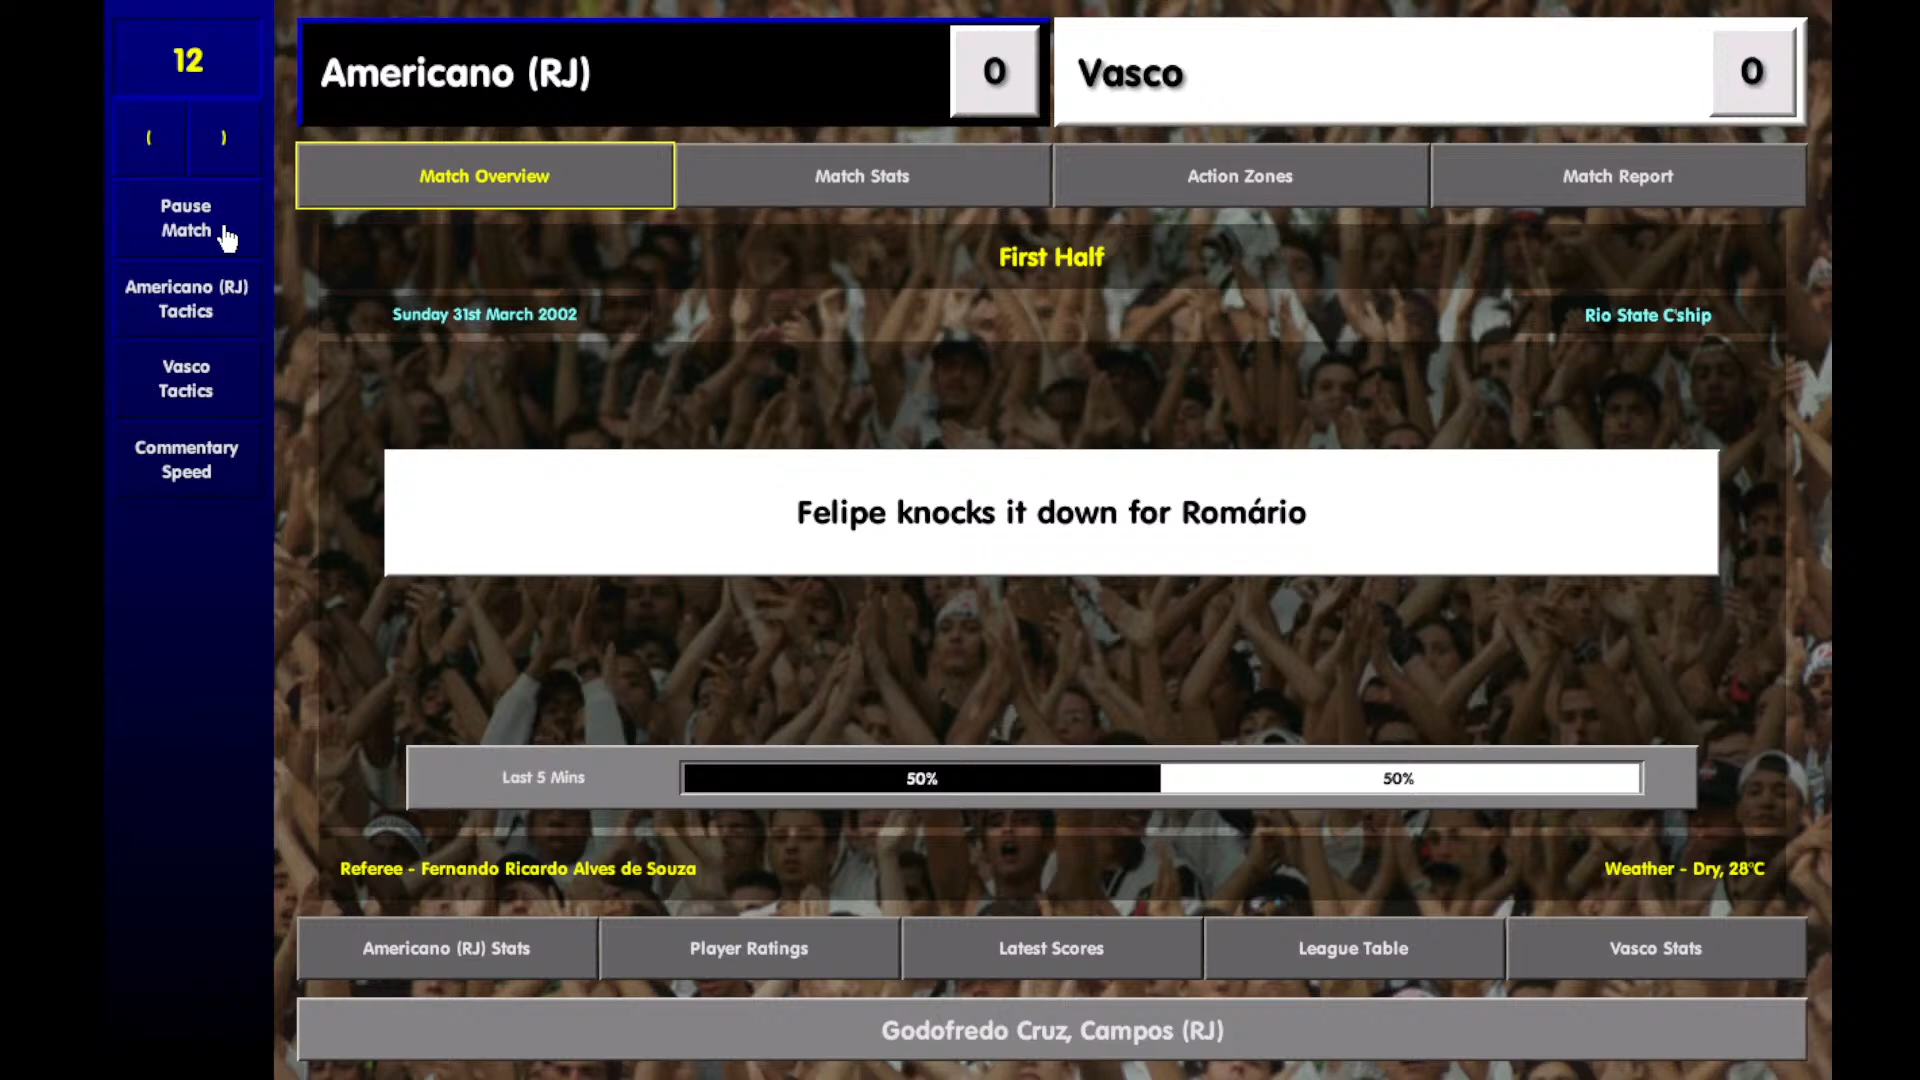 12
Americano (RJ) 0 Vasco 0
( )
Pause
Match
Americano (RJ)
Tactics
Vasco
Tactics
Commentary
Speed
Match Overview Match Stats Action Zones Match Report
First Half
Sunday 31st March 2002 Rio State C'ship
Felipe knocks it down for Romário
Last 5 Mins 50% 50%
Referee - Fernando Ricardo Alves de Souza Weather - Dry, 28°C
Americano (RJ) Stats Player Ratings Latest Scores League Table Vasco Stats
Godofredo Cruz, Campos (RJ)